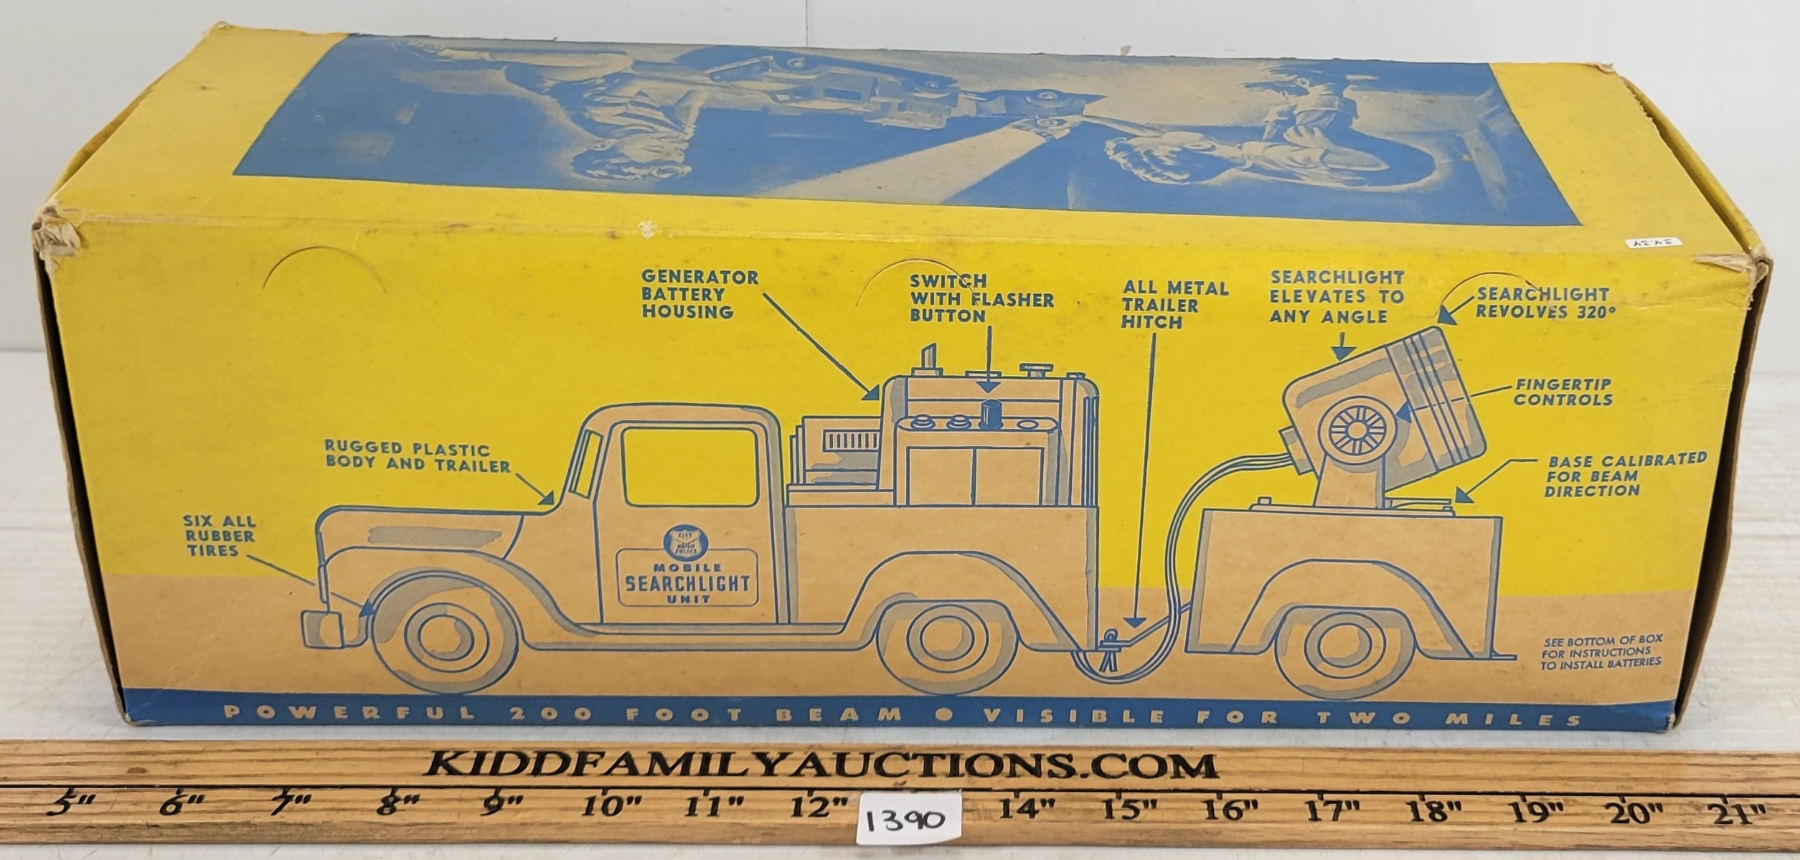 GENERATOR
BATTERY
HOUSING
SWITCH
WITH FLASHER
BUTTON
ALL METAL
TRAILER
HITCH
SEARCHLIGHT
ELEVATES TO
ANY ANGLE
SEARCHLIGHT
REVOLVES 320°
FINGERTIP
CONTROLS
RUGGED PLASTIC
BODY AND TRAILER
BASE CALIBRATED
FOR BEAM
DIRECTION
SIX ALL
RUBBER
TIRES
CITY
POLICE
MOBILE
SEARCHLIGHT
UNIT
SEE BOTTOM OF BOX
FOR INSTRUCTIONS
TO INSTALL BATTERIES
POWERFUL 200 FOOT BEAM • VISIBLE FOR TWO MILES
KIDDFAMILYAUCTIONS.COM
5" 6" 7" 8" 9" 10" 11" 12" 14" 15" 16" 17" 18" 19" 20" 21"
1390